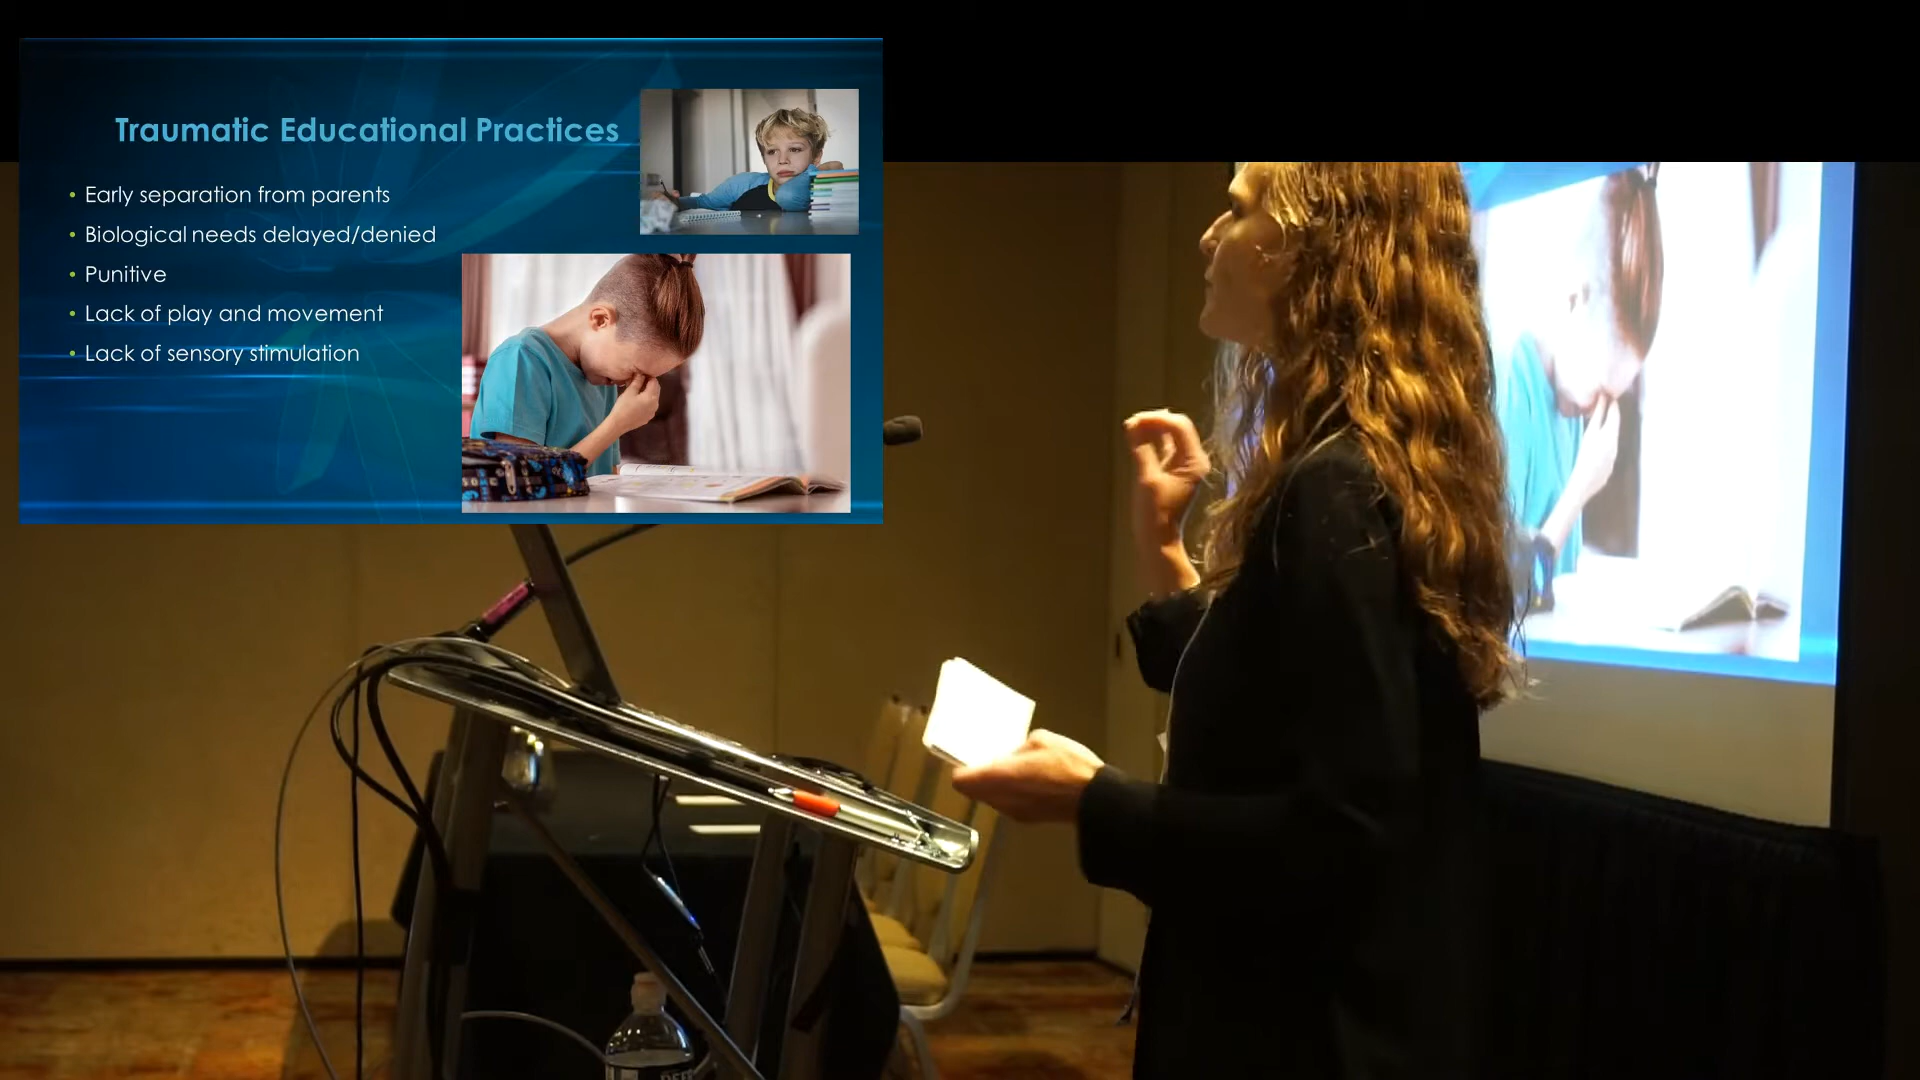 Traumatic Educational Practices
• Early separation from parents
• Biological needs delayed/denied
• Punitive
• Lack of play and movement
• Lack of sensory stimulation